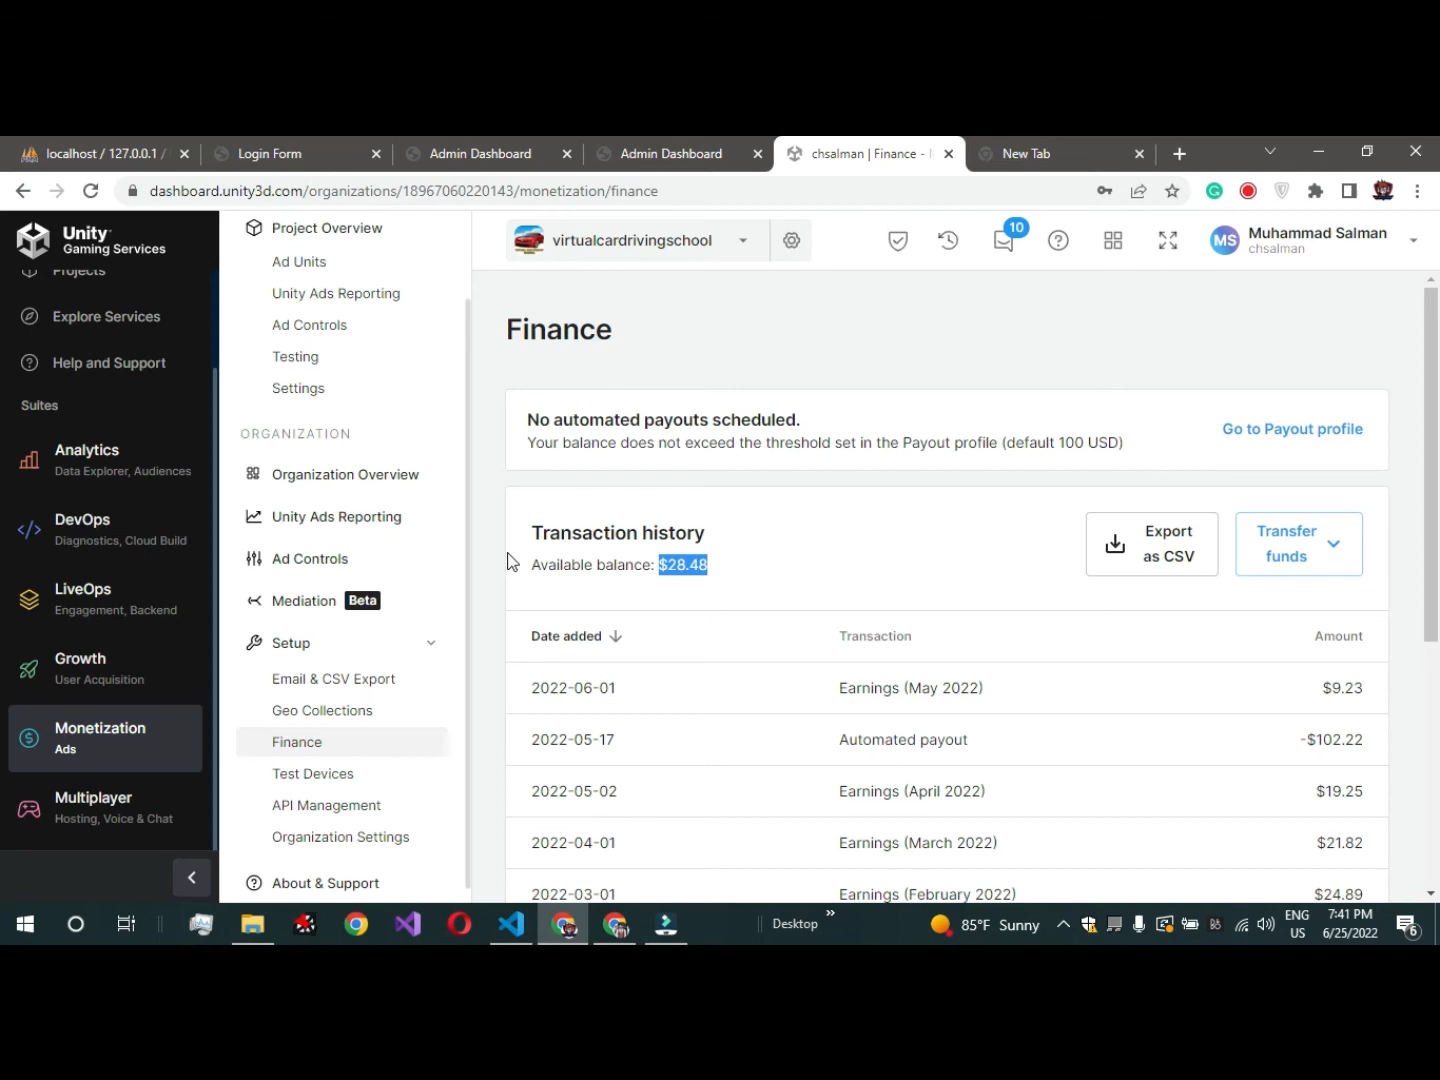 localhost / 127.0.0.1 /
Login Form
Admin Dashboard
Admin Dashboard
chsalman | Finance -
New Tab
dashboard.unity3d.com/organizations/18967060220143/monetization/finance
Unity
Gaming Services
Projects
Explore Services
Help and Support
Suites
Analytics
Data Explorer, Audiences
DevOps
Diagnostics, Cloud Build
LiveOps
Engagement, Backend
Growth
User Acquisition
Monetization
Ads
Multiplayer
Hosting, Voice & Chat
Project Overview
Ad Units
Unity Ads Reporting
Ad Controls
Testing
Settings
ORGANIZATION
Organization Overview
Unity Ads Reporting
Ad Controls
Mediation Beta
Setup
Email & CSV Export
Geo Collections
Finance
Test Devices
API Management
Organization Settings
About & Support
virtualcardrivingschool
10
MS
Muhammad Salman
chsalman
Finance
No automated payouts scheduled.
Your balance does not exceed the threshold set in the Payout profile (default 100 USD)
Go to Payout profile
Transaction history
Available balance: $28.48
Export
as CSV
Transfer
funds
Date added Transaction Amount
2022-06-01 Earnings (May 2022) $9.23
2022-05-17 Automated payout -$102.22
2022-05-02 Earnings (April 2022) $19.25
2022-04-01 Earnings (March 2022) $21.82
2022-03-01 Earnings (February 2022) $24.89
Desktop
85°F Sunny
ENG
US
7:41 PM
6/25/2022
6